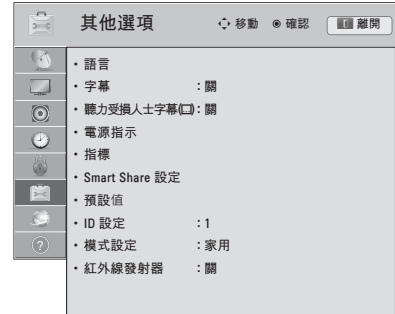 其他選項 移動 確認 離開
・語言
・字幕 ：關
・聽力受損人士字幕()：關
・電源指示
・指標
・Smart Share 設定
・預設值
・ID 設定 ：1
・模式設定 ：家用
・紅外線發射器 ：關
?